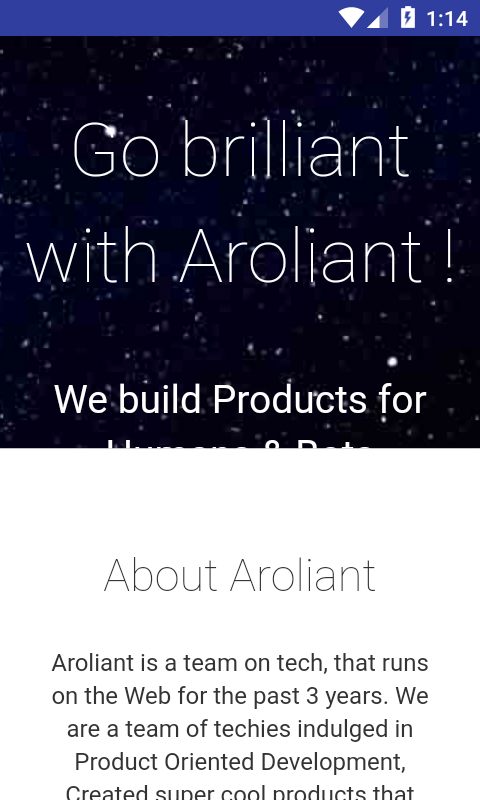 1:14
Go brilliant
with Aroliant !
We build Products for
Humans & Bots
About Aroliant
Aroliant is a team on tech, that runs
on the Web for the past 3 years. We
are a team of techies indulged in
Product Oriented Development,
Created super cool products that